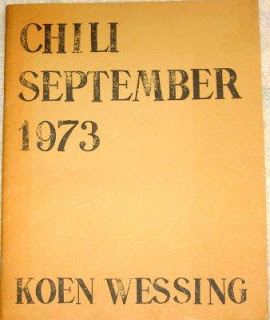 CHILI
SEPTEMBER
1973
KOEN WESSING